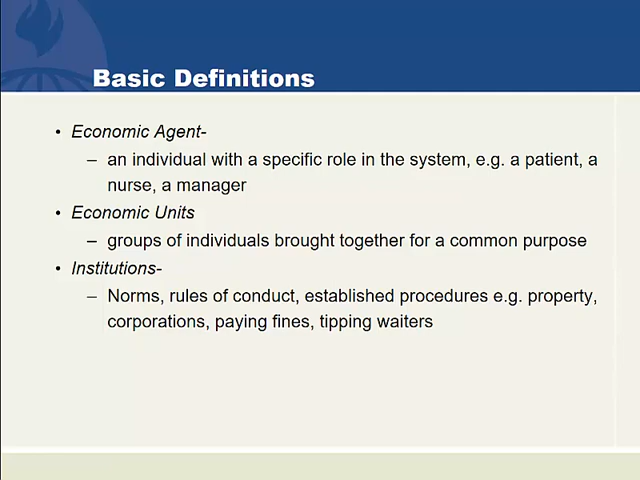 Basic Definitions
• Economic Agent-
– an individual with a specific role in the system, e.g. a patient, a
nurse, a manager
• Economic Units
– groups of individuals brought together for a common purpose
• Institutions-
– Norms, rules of conduct, established procedures e.g. property,
corporations, paying fines, tipping waiters